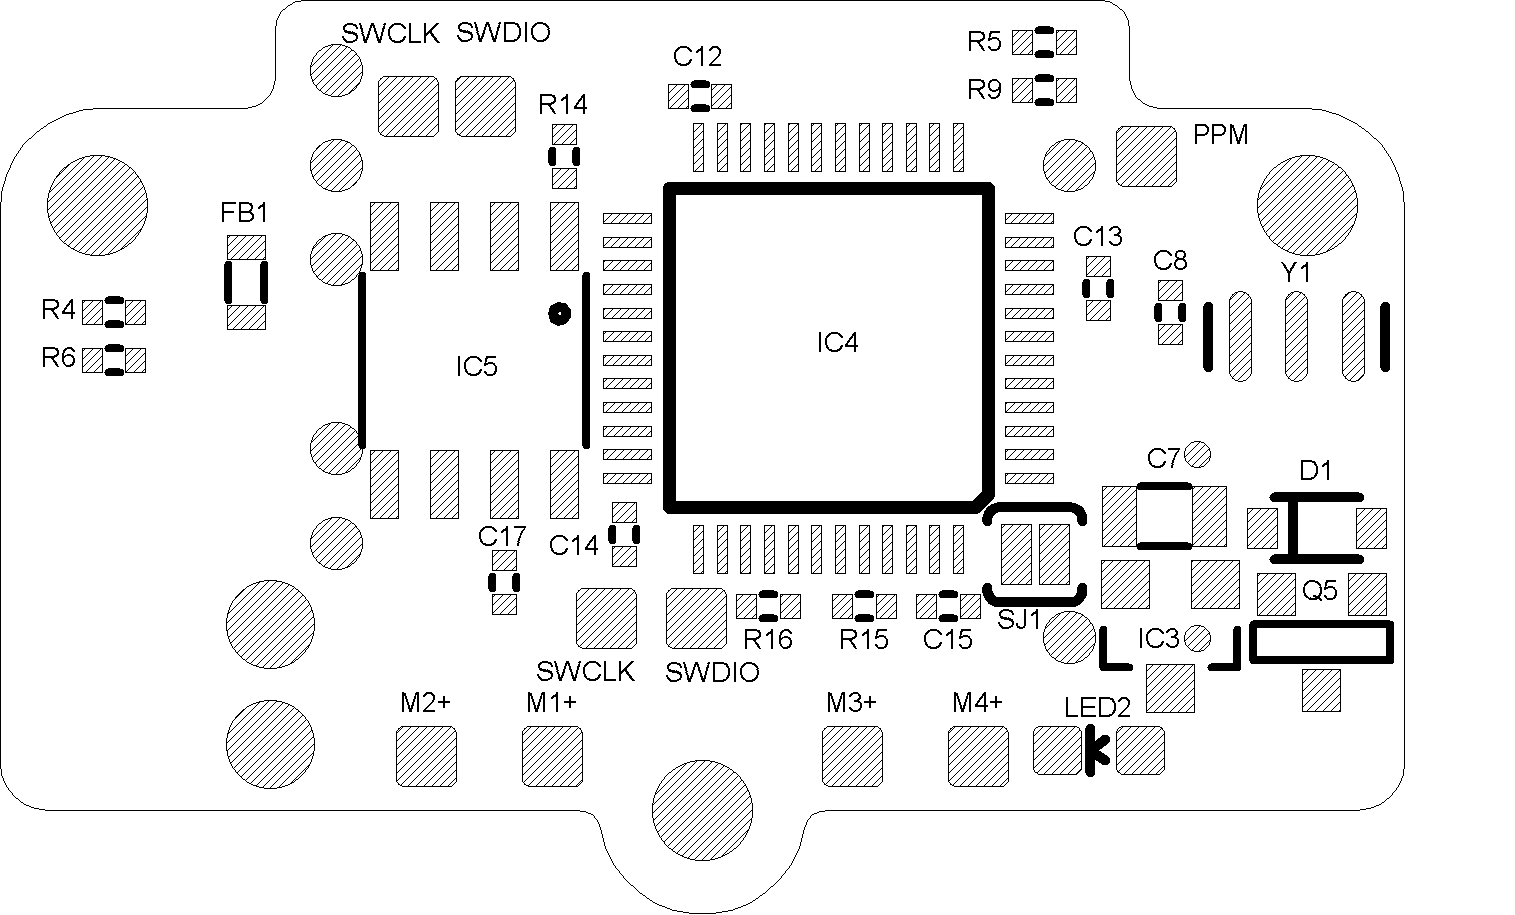 SWCLK SWDIO
C12
R5
R9
R14
PPM
FB1
C13
C8
Y1
R4
R6
IC5
IC4
C7
D1
C17
C14
Q5
SJ1
R16
R15
C15
IC3
SWCLK
SWDIO
M2+
M1+
M3+
M4+
LED2